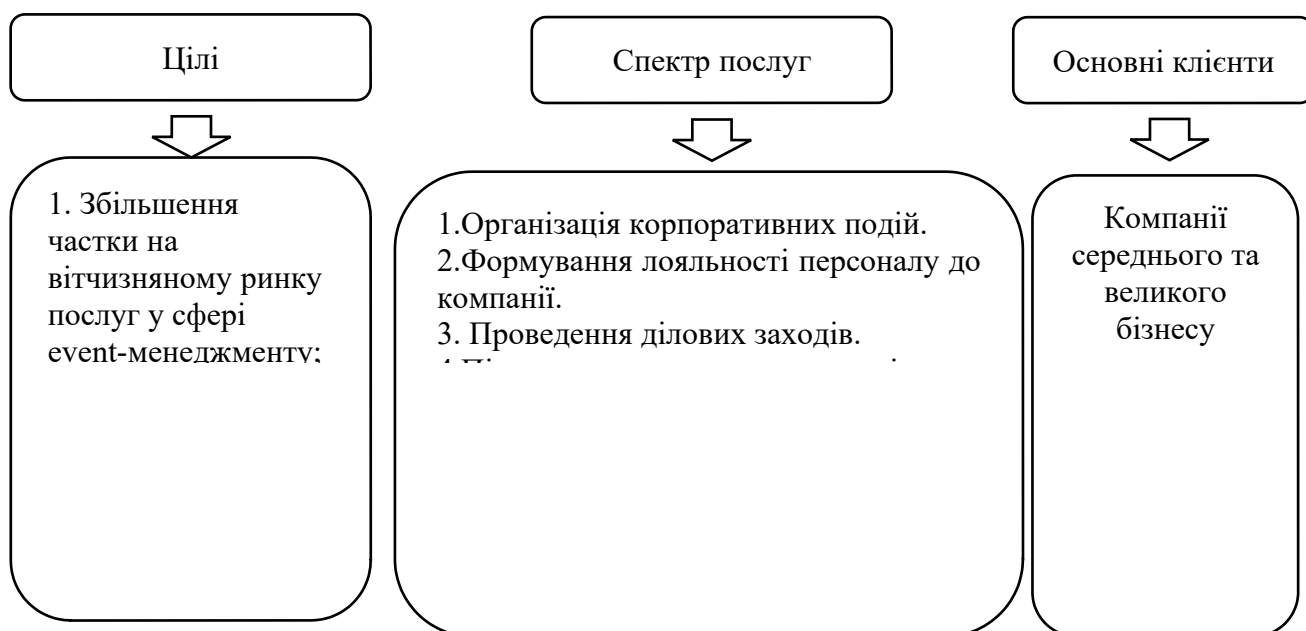 Цілі
Спектр послуг
Основні клієнти
1. Збільшення
частки на
вітчизняному ринку
послуг у сфері
event-менеджменту;
1.Організація корпоративних подій.
2.Формування лояльності персоналу до
компанії.
3. Проведення ділових заходів.
Компанії
середнього та
великого
бізнесу